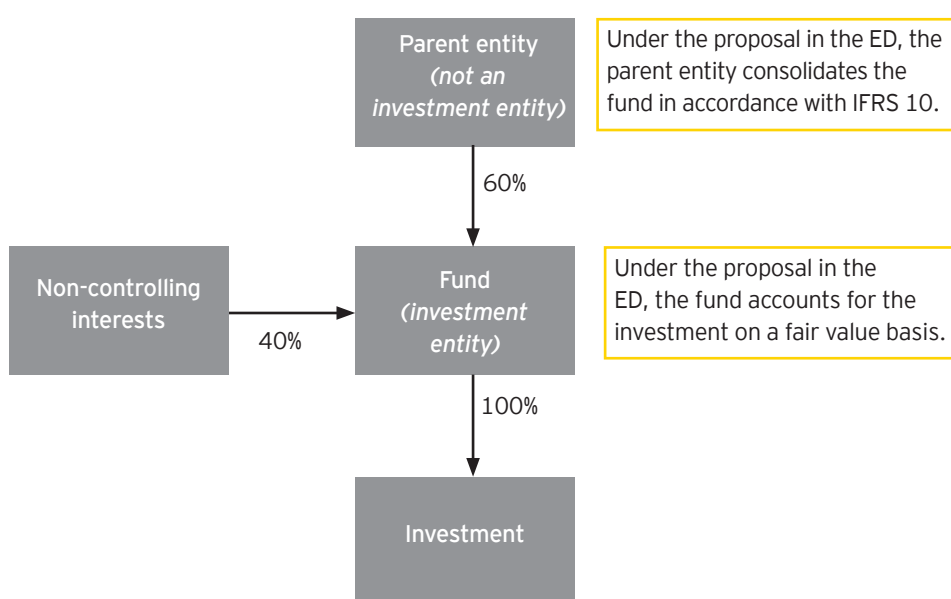 Parent entity
(not an
investment entity)
Under the proposal in the ED, the
parent entity consolidates the
fund in accordance with IFRS 10.
60%
Non-controlling
interests
40%
Fund
(investment
entity)
Under the proposal in the
ED, the fund accounts for the
investment on a fair value basis.
100%
Investment